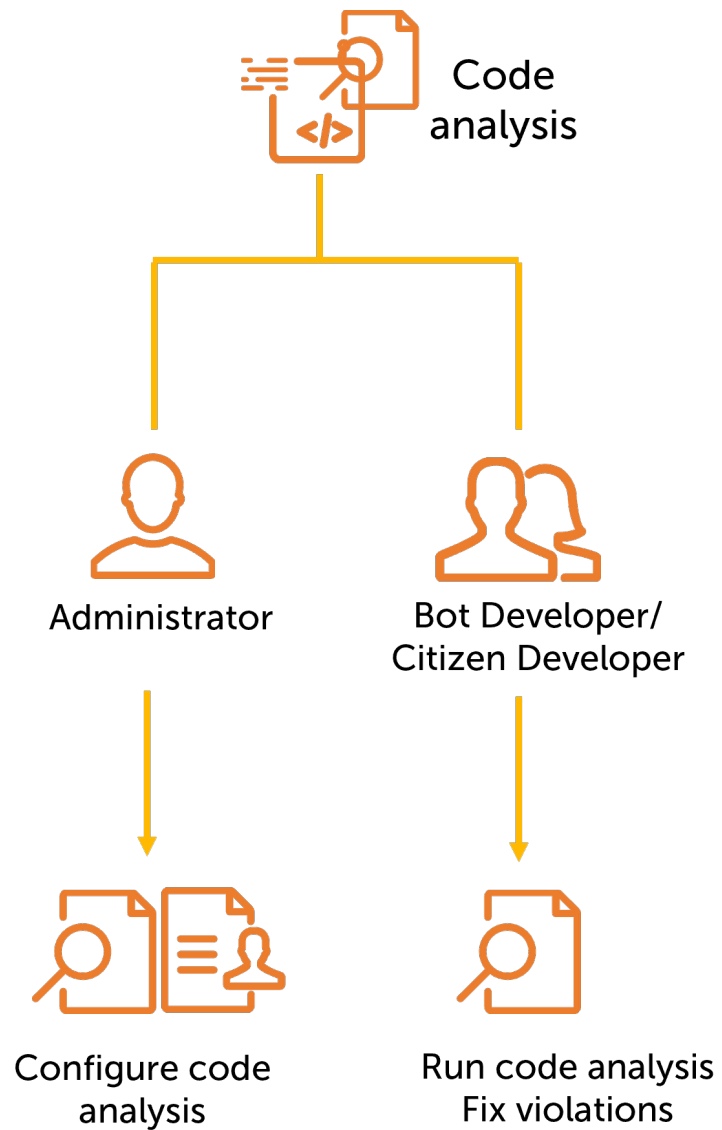 Code
analysis
</>
Administrator
Bot Developer/
Citizen Developer
Configure code
analysis
Run code analysis
Fix violations